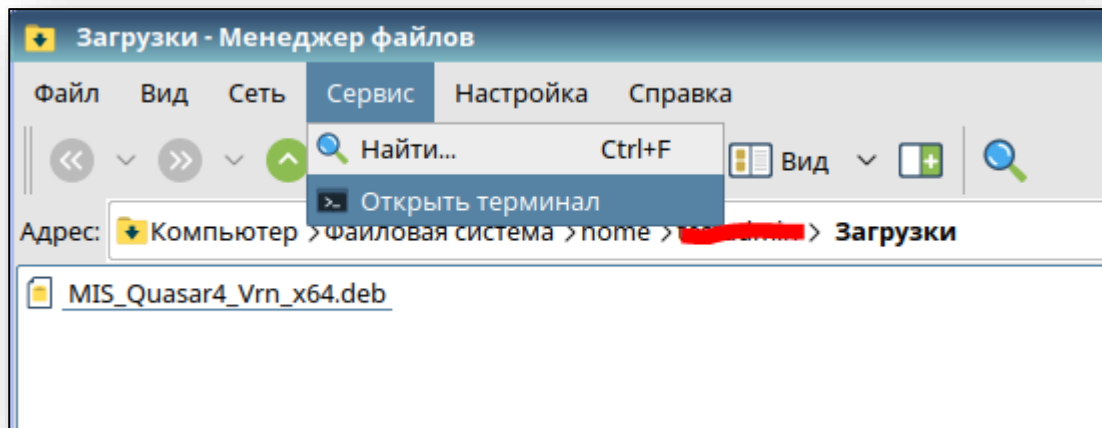 Загрузки - Менеджер файлов
Файл Вид Сеть Сервис Настройка Справка
Найти... Ctrl+F
Вид
Открыть терминал
Адрес: Компьютер > Файловая система > home > > Загрузки
MIS_Quasar4_Vrn_x64.deb